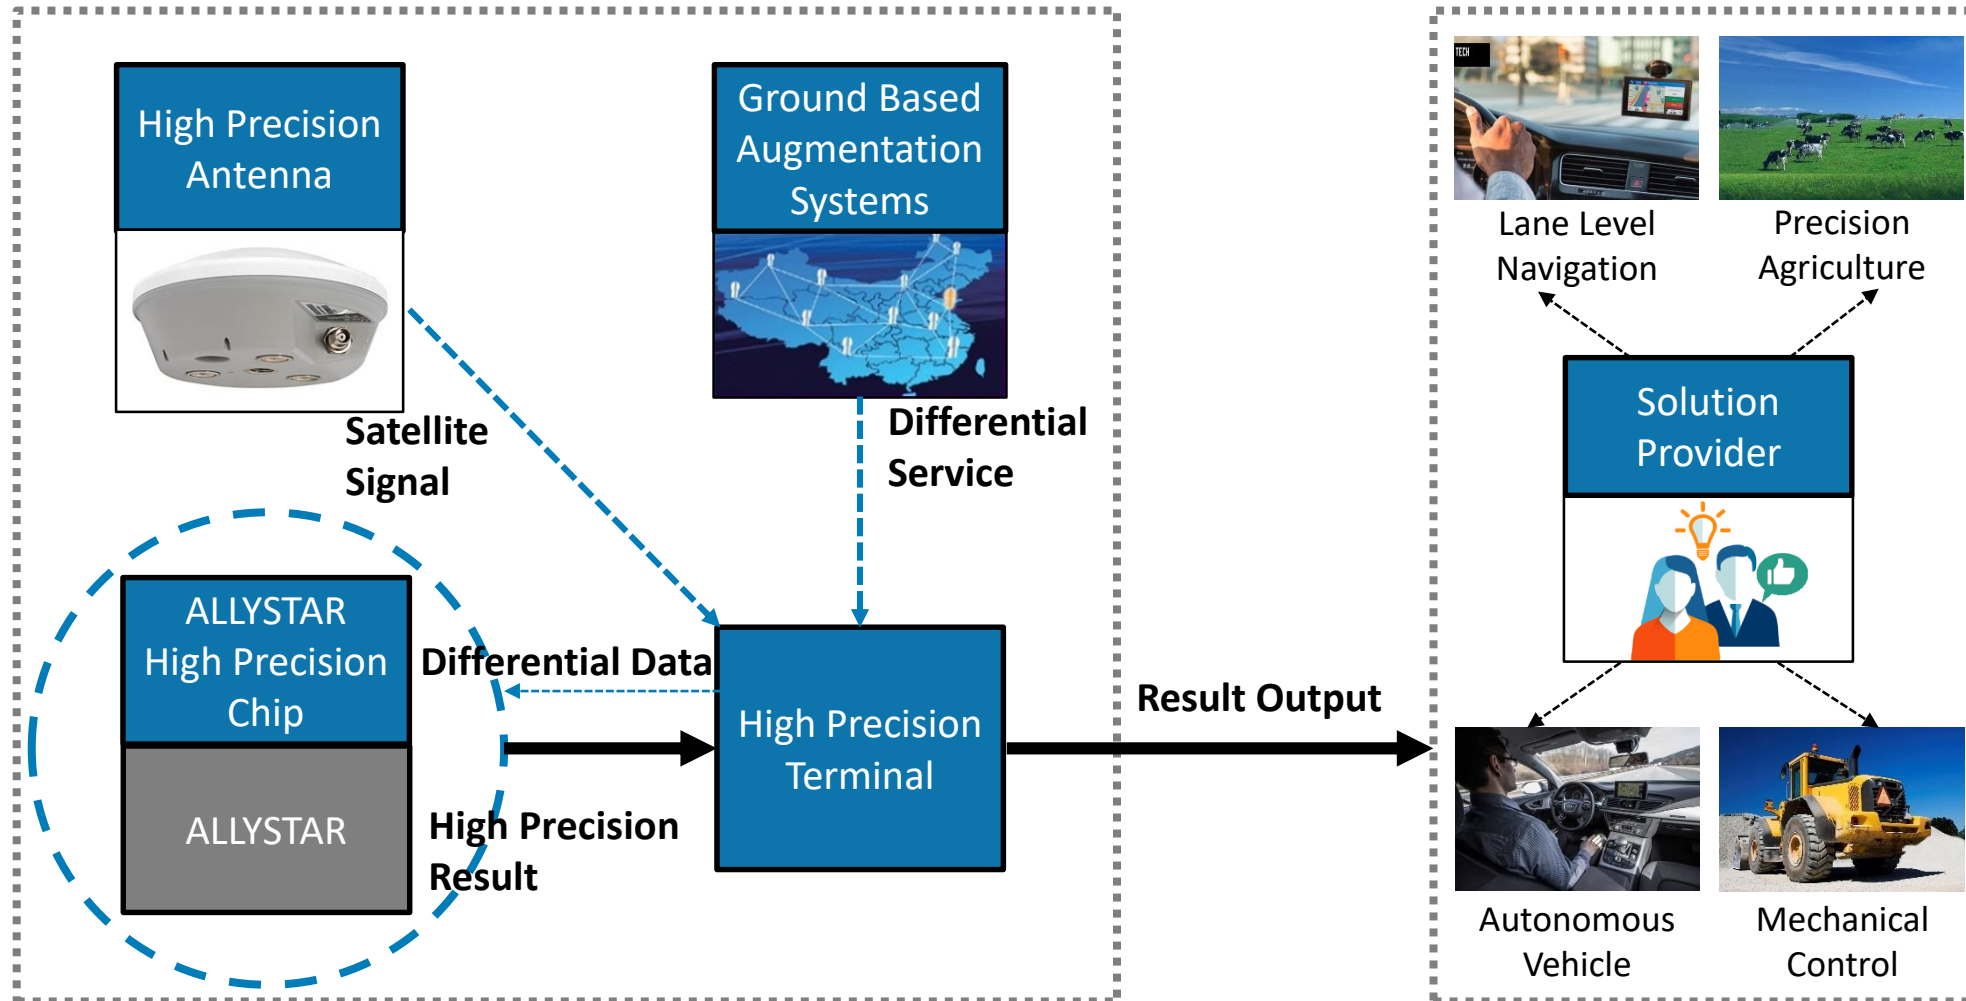 High Precision
Antenna
Ground Based
Augmentation
Systems
Satellite
Signal
Differential
Service
ALLYSTAR
High Precision
Chip
ALLYSTAR
Differential Data
High Precision
Result
High Precision
Terminal
Result Output
TECH
Lane Level
Navigation
Precision
Agriculture
Solution
Provider
Autonomous
Vehicle
Mechanical
Control